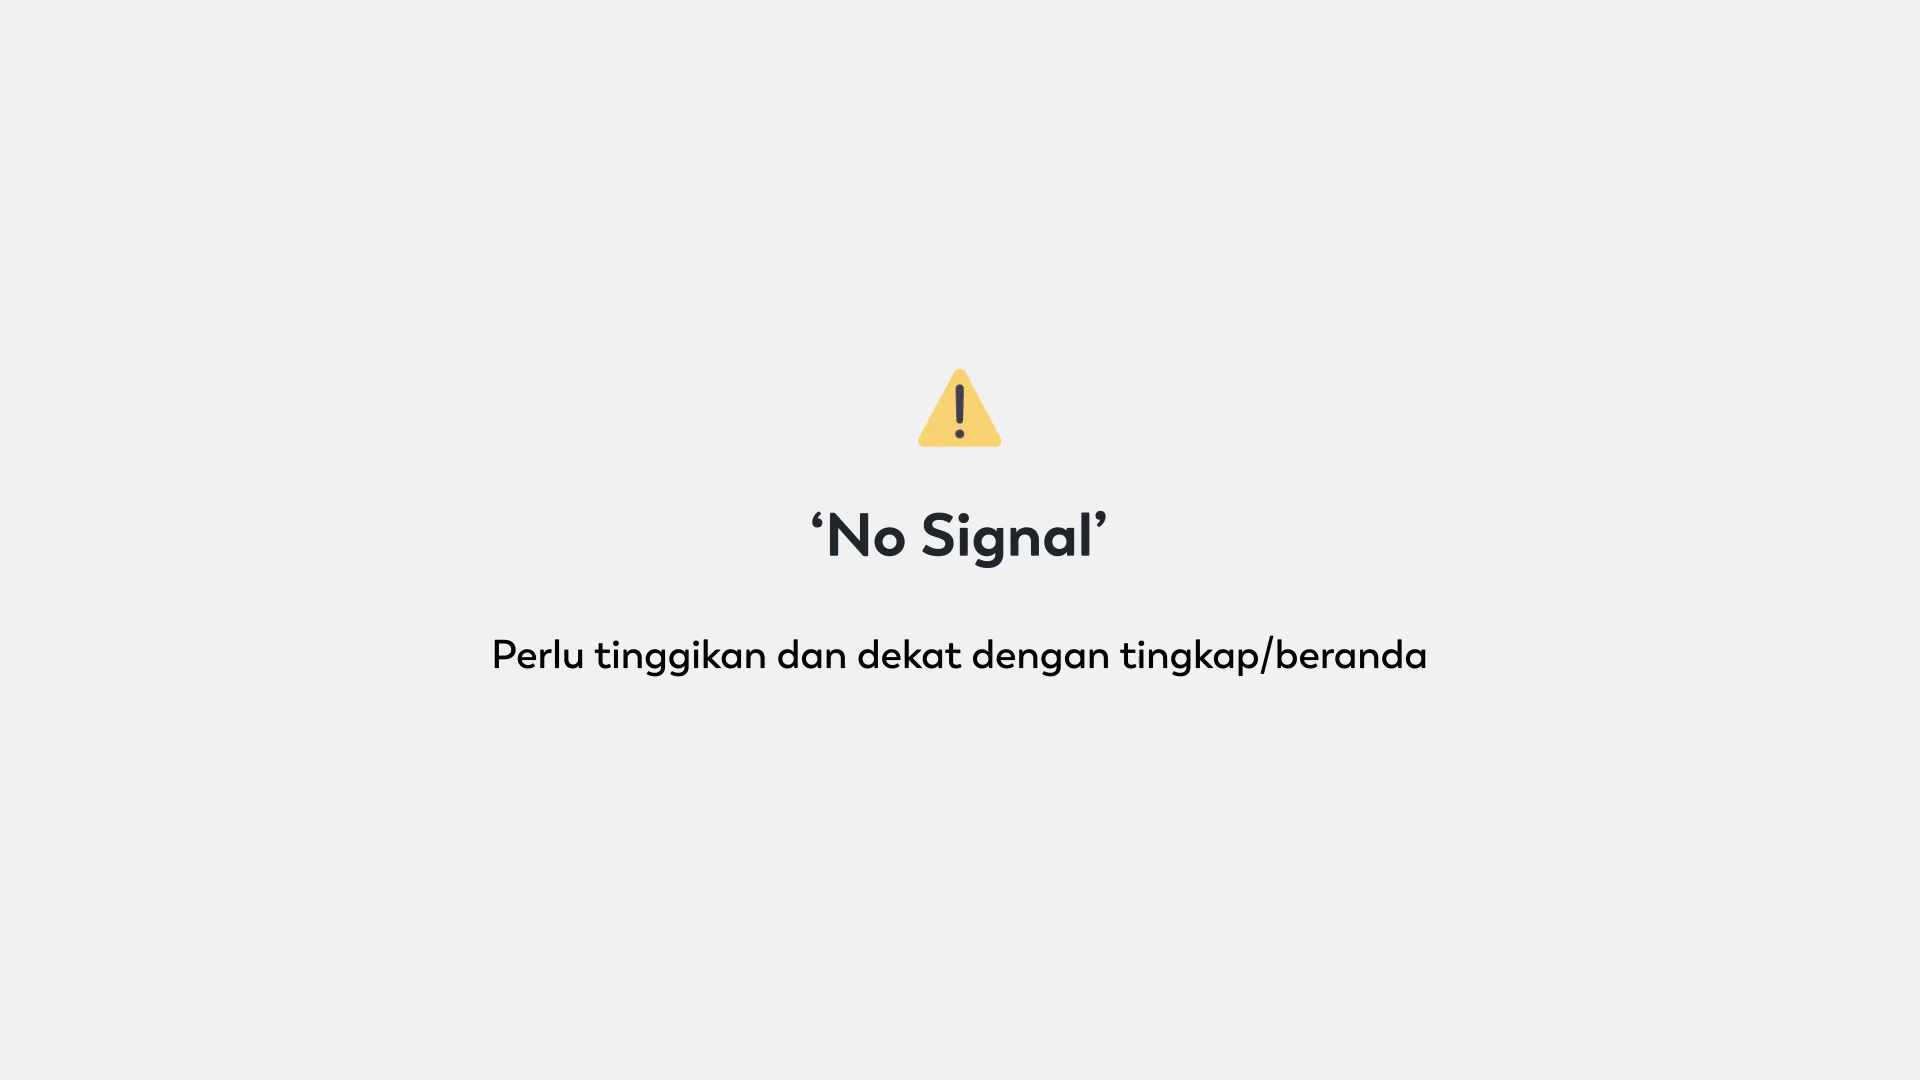 ‘No Signal’
Perlu tinggikan dan dekat dengan tingkap/beranda